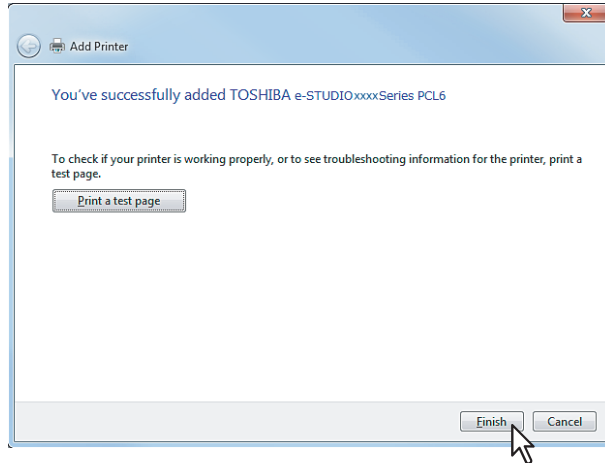 Add Printer
You've successfully added TOSHIBA e-STUDIOxxxxSeries PCL6
To check if your printer is working properly, or to see troubleshooting information for the printer, print a
test page.
Print a test page
Finish Cancel